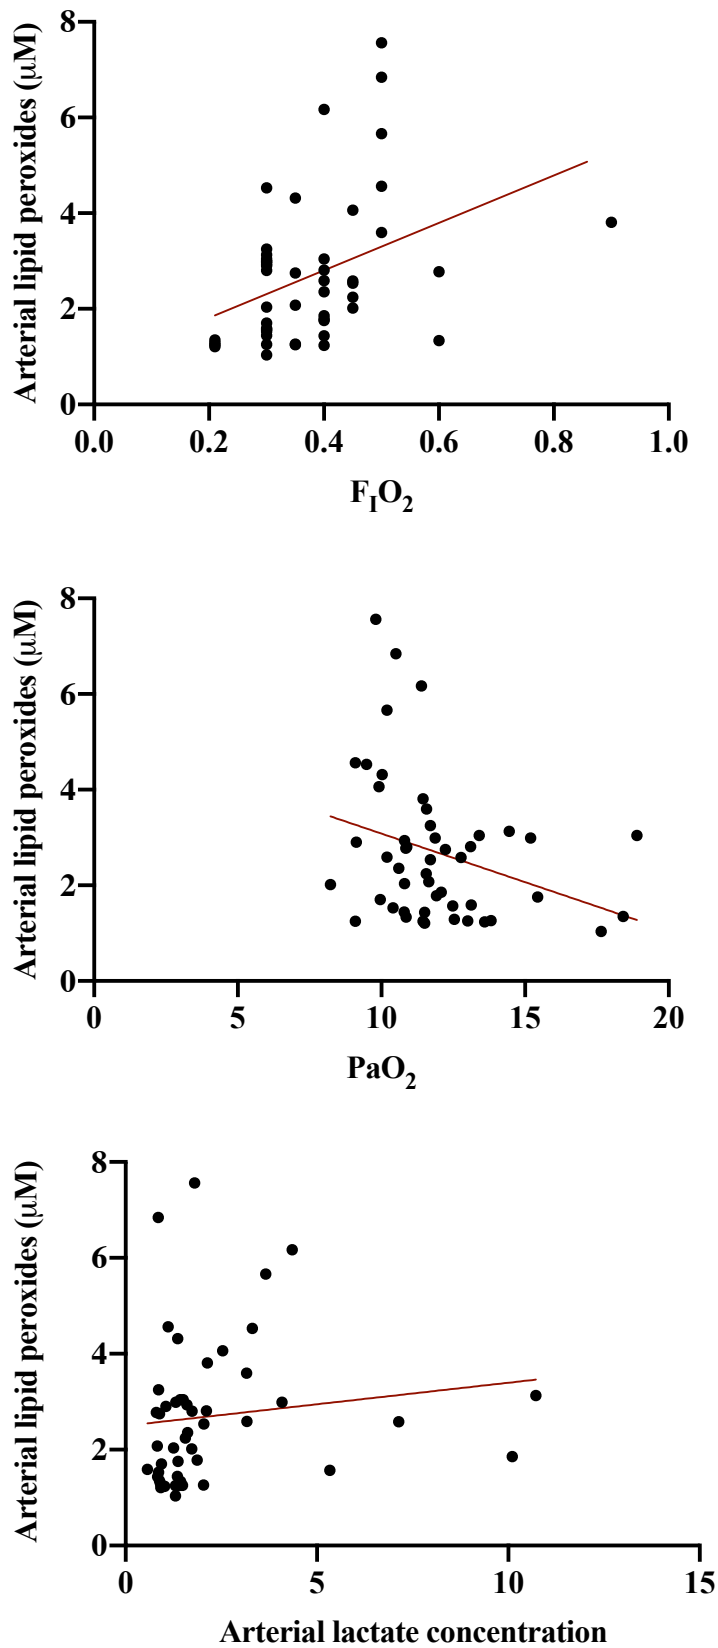 Arterial lipid peroxides (μM)
8
6
4
2
0
0.0 0.2 0.4 0.6 0.8 1.0
FIO2
Arterial lipid peroxides (μM)
8
6
4
2
0
0 5 10 15 20
PaO2
Arterial lipid peroxides (μM)
8
6
4
2
0
0 5 10 15
Arterial lactate concentration